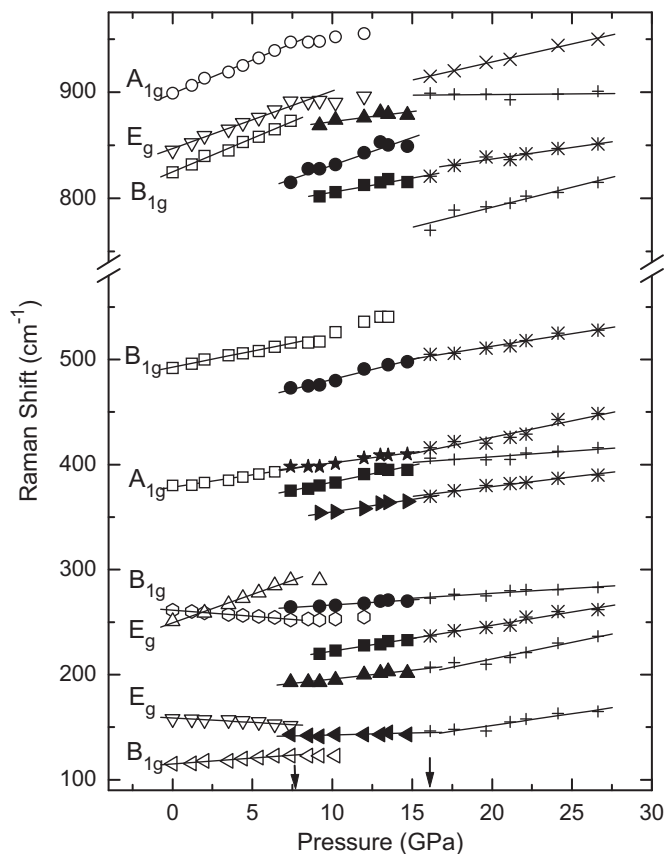 900
800
500
400
300
200
100
Raman Shift (cm-1)
A1g
Eg
B1g
B1g
A1g
B1g
Eg
Eg
B1g
0 5 10 15 20 25 30
Pressure (GPa)